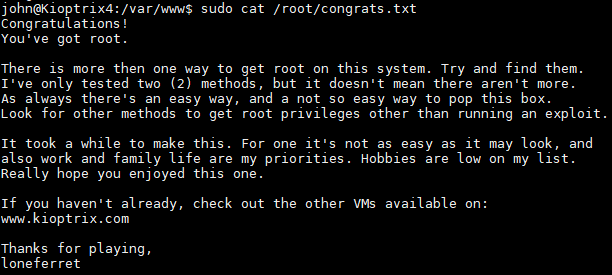 john@Kioptrix4:/var/www$ sudo cat /root/congrats.txt
Congratulations!
You've got root.
There is more then one way to get root on this system. Try and find them.
I've only tested two (2) methods, but it doesn't mean there aren't more.
As always there's an easy way, and a not so easy way to pop this box.
Look for other methods to get root privileges other than running an exploit.
It took a while to make this. For one it's not as easy as it may look, and
also work and family life are my priorities. Hobbies are low on my list.
Really hope you enjoyed this one.
If you haven't already, check out the other VMs available on:
www.kioptrix.com
Thanks for playing,
loneferret